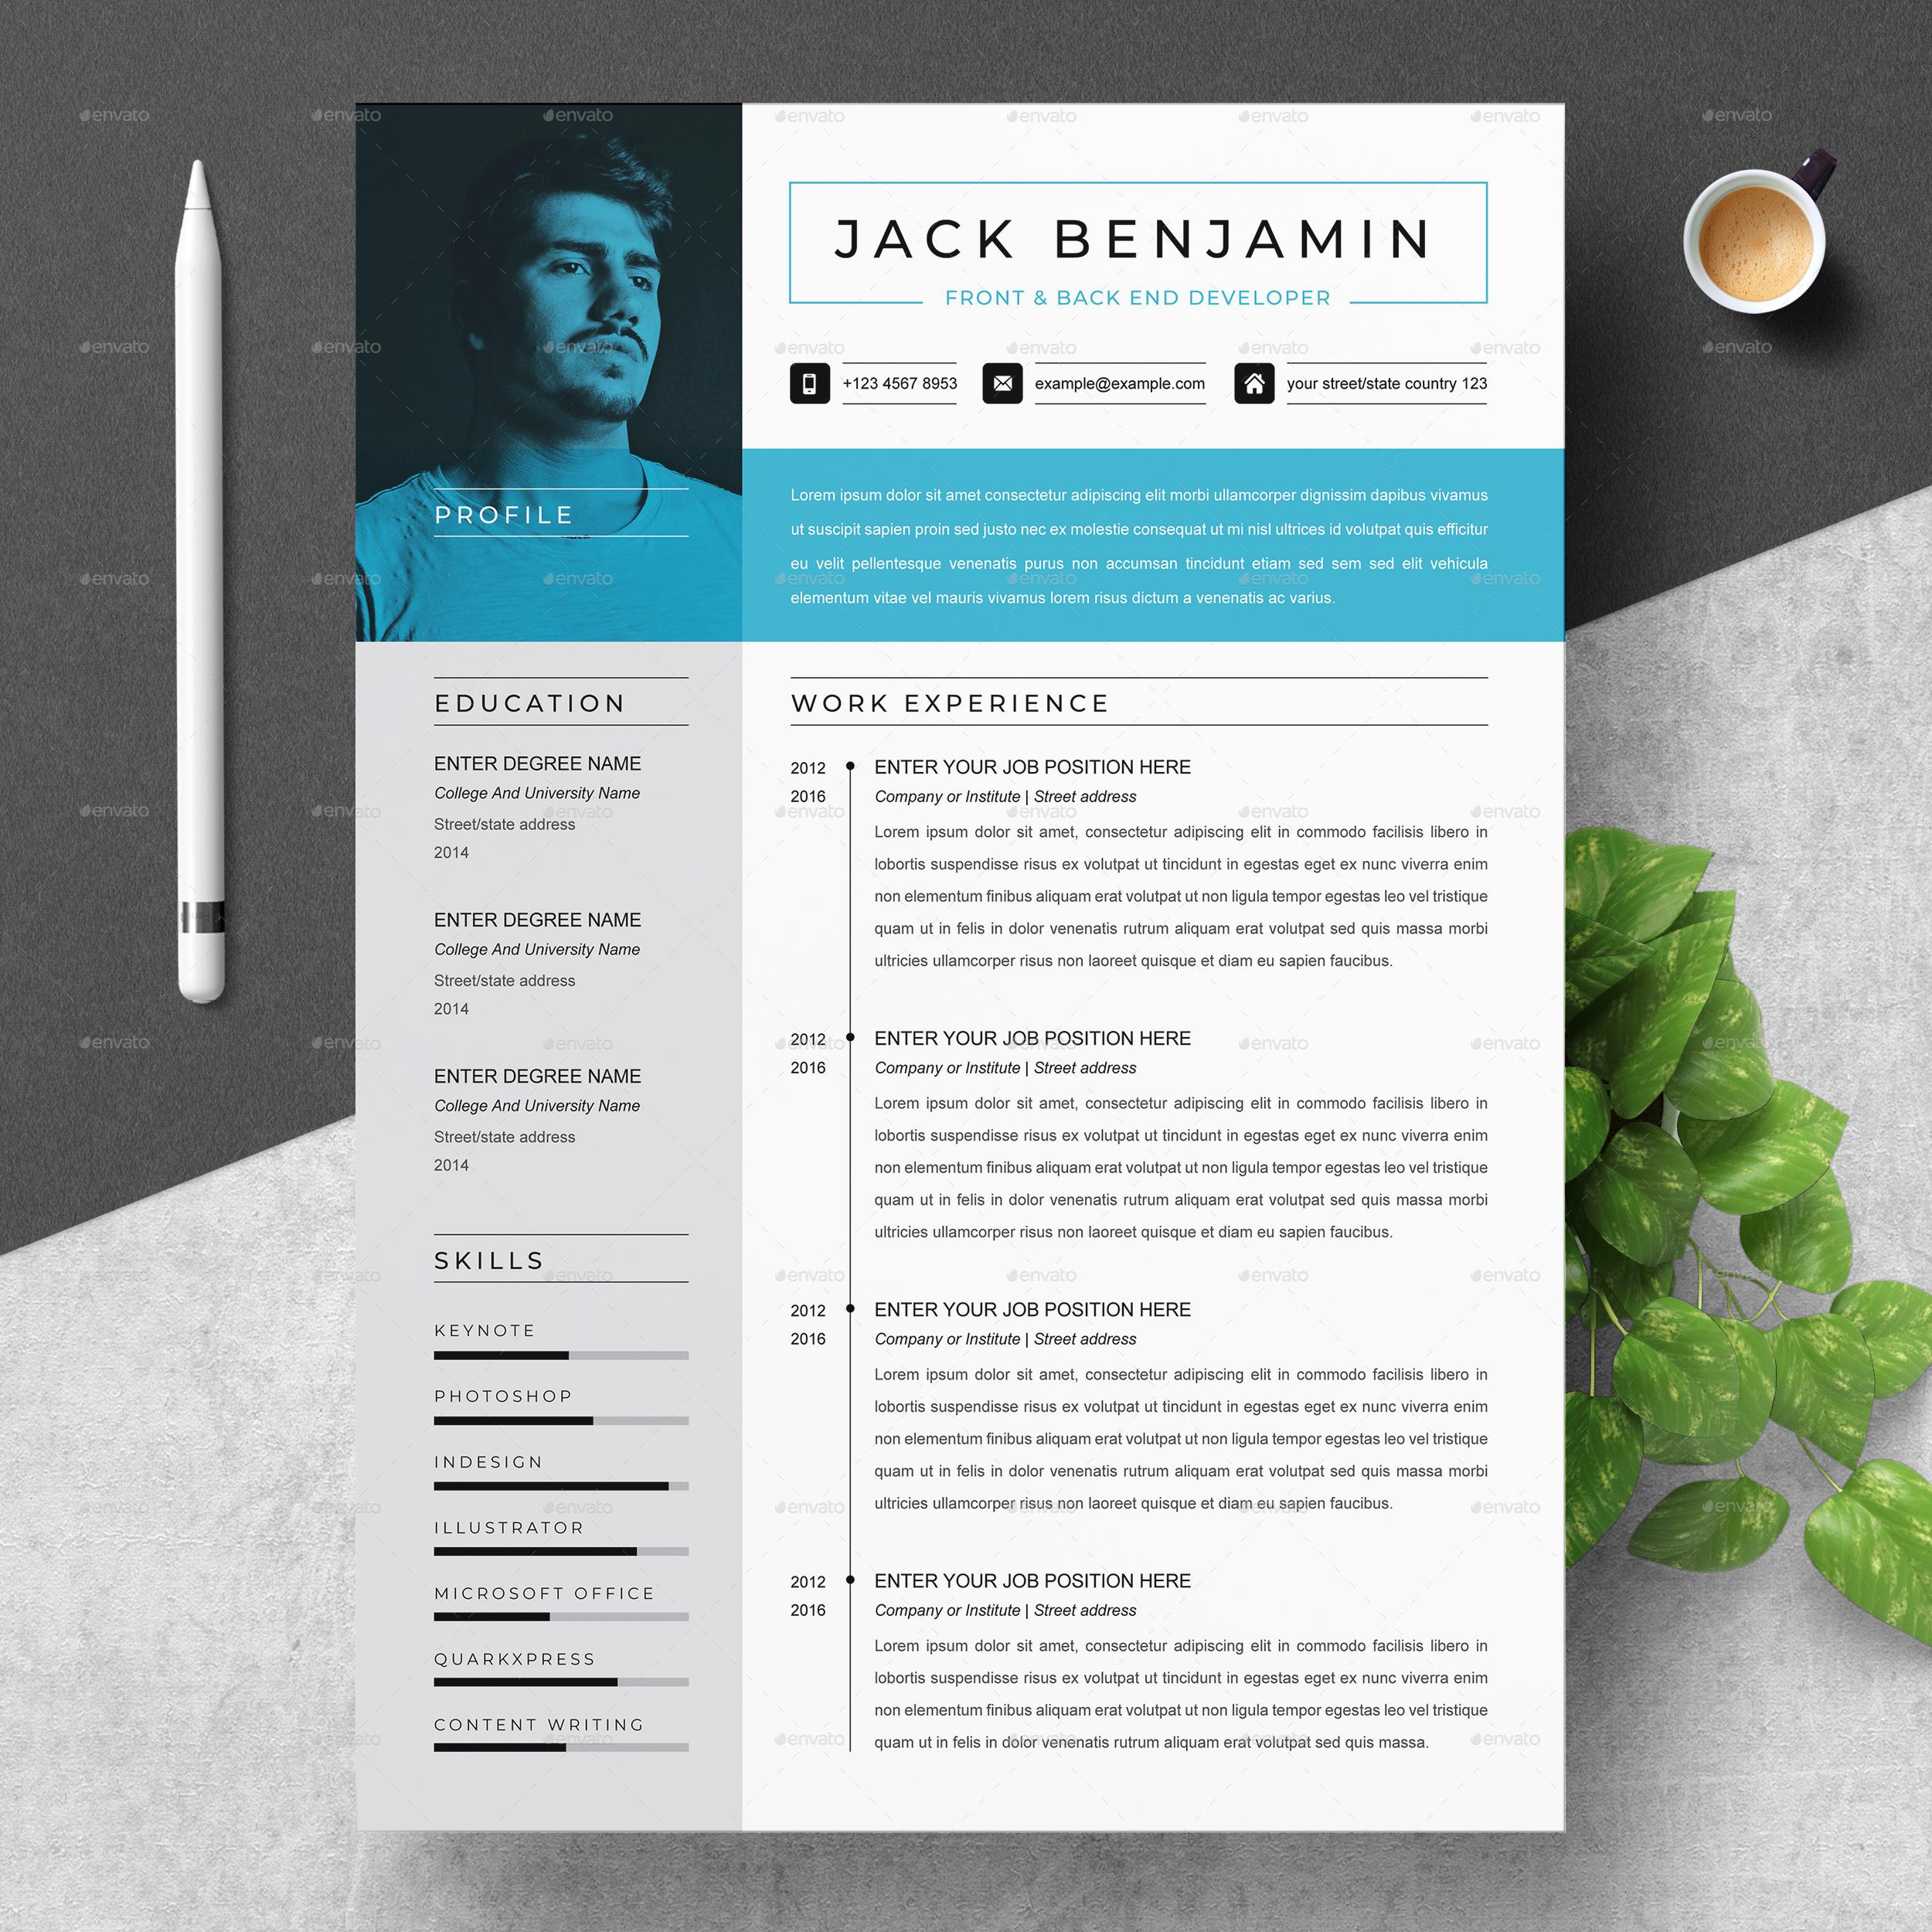 JACK BENJAMIN
FRONT & BACK END DEVELOPER
+123 4567 8953
example@example.com
your street/state country 123
PROFILE
Lorem ipsum dolor sit amet consectetur adipiscing elit morbi ullamcorper dignissim dapibus vivamus
ut suscipit sapien proin sed justo nec ex molestie consequat ut mi nisl ultrices id volutpat quis efficitur
eu velit pellentesque venenatis purus non accumsan tincidunt etiam sed sem sed elit vehicula
elementum vitae vel mauris vivamus lorem risus dictum a venenatis ac varius.
EDUCATION
ENTER DEGREE NAME
College And University Name
Street/state address
2014
ENTER DEGREE NAME
College And University Name
Street/state address
2014
ENTER DEGREE NAME
College And University Name
Street/state address
2014
SKILLS
KEYNOTE
PHOTOSHOP
INDESIGN
ILLUSTRATOR
MICROSOFT OFFICE
QUARKXPRESS
CONTENT WRITING
WORK EXPERIENCE
2012
2016
ENTER YOUR JOB POSITION HERE
Company or Institute | Street address
Lorem ipsum dolor sit amet, consectetur adipiscing elit in commodo facilisis libero in
lobortis suspendisse risus ex volutpat ut tincidunt in egestas eget ex nunc viverra enim
non elementum finibus aliquam erat volutpat ut non ligula tempor egestas leo vel tristique
quam ut in felis in dolor venenatis rutrum aliquam erat volutpat sed quis massa morbi
ultricies ullamcorper risus non laoreet quisque et diam eu sapien faucibus.
2012
2016
ENTER YOUR JOB POSITION HERE
Company or Institute | Street address
Lorem ipsum dolor sit amet, consectetur adipiscing elit in commodo facilisis libero in
lobortis suspendisse risus ex volutpat ut tincidunt in egestas eget ex nunc viverra enim
non elementum finibus aliquam erat volutpat ut non ligula tempor egestas leo vel tristique
quam ut in felis in dolor venenatis rutrum aliquam erat volutpat sed quis massa morbi
ultricies ullamcorper risus non laoreet quisque et diam eu sapien faucibus.
2012
2016
ENTER YOUR JOB POSITION HERE
Company or Institute | Street address
Lorem ipsum dolor sit amet, consectetur adipiscing elit in commodo facilisis libero in
lobortis suspendisse risus ex volutpat ut tincidunt in egestas eget ex nunc viverra enim
non elementum finibus aliquam erat volutpat ut non ligula tempor egestas leo vel tristique
quam ut in felis in dolor venenatis rutrum aliquam erat volutpat sed quis massa morbi
ultricies ullamcorper risus non laoreet quisque et diam eu sapien faucibus.
2012
2016
ENTER YOUR JOB POSITION HERE
Company or Institute | Street address
Lorem ipsum dolor sit amet, consectetur adipiscing elit in commodo facilisis libero in
lobortis suspendisse risus ex volutpat ut tincidunt in egestas eget ex nunc viverra enim
non elementum finibus aliquam erat volutpat ut non ligula tempor egestas leo vel tristique
quam ut in felis in dolor venenatis rutrum aliquam erat volutpat sed quis massa.
envato